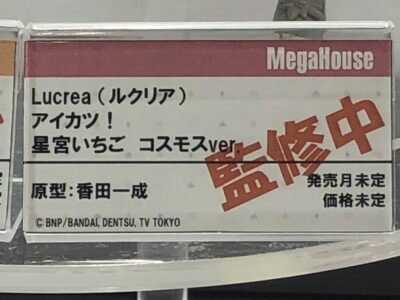 MegaHouse
Lucrea（ルクリア）
アイカツ！
星宮いちご コスモスver.
監修中
原型：香田一成
発売月未定
価格未定
© BNP/BANDAI, DENTSU, TV TOKYO